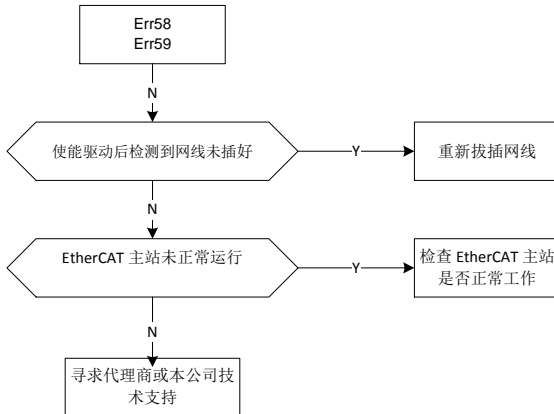 Err58
Err59
N
使能驱动后检测到网线未插好
Y
重新拔插网线
N
EtherCAT 主站未正常运行
Y
检查 EtherCAT 主站
是否正常工作
N
寻求代理商或本公司技
术支持